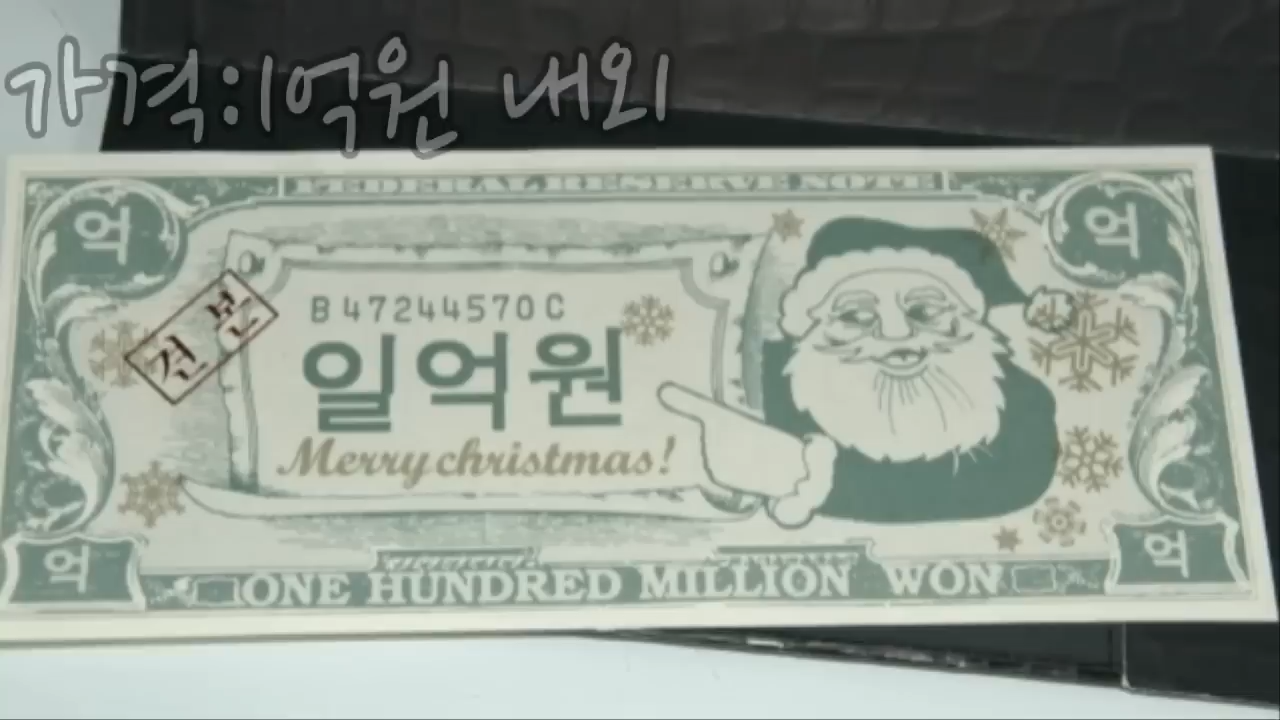 가격:1억원 내외
FEDERAL RESERVE NOTE
억
억
견본
B 47244570 C
일억원
Merry christmas!
억
ONE HUNDRED MILLION WON
억